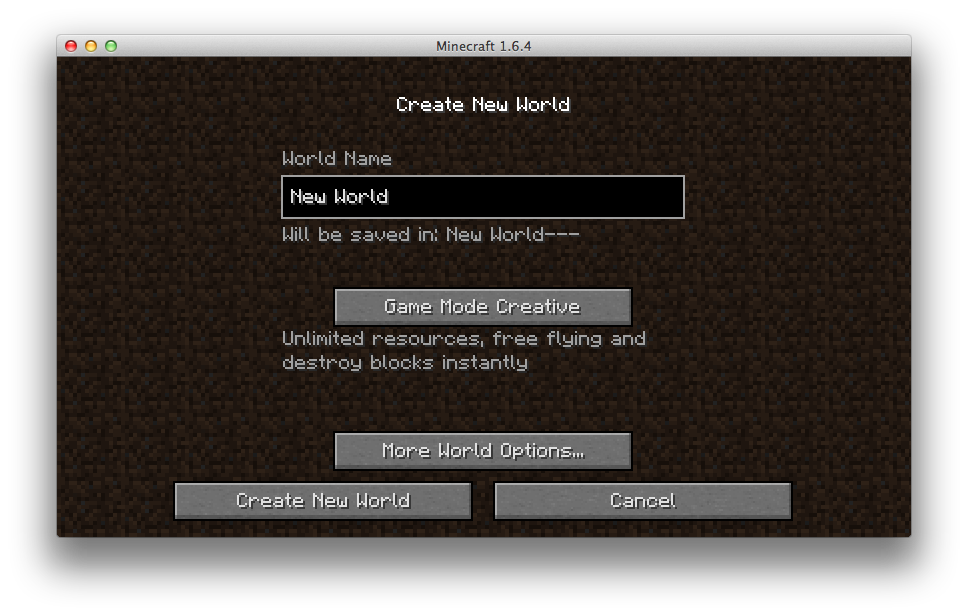 Minecraft 1.6.4
Create New World
World Name
New World
Will be saved in: New World---
Game Mode Creative
Unlimited resources, free flying and
destroy blocks instantly
More World Options...
Create New World
Cancel